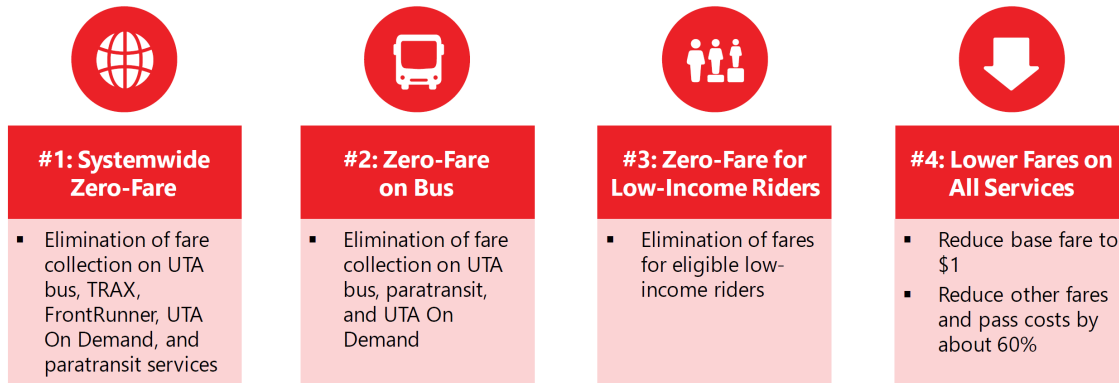 #1: Systemwide
Zero-Fare
▪ Elimination of fare
collection on UTA
bus, TRAX,
FrontRunner, UTA
On Demand, and
paratransit services
#2: Zero-Fare
on Bus
▪ Elimination of fare
collection on UTA
bus, paratransit,
and UTA On
Demand
#3: Zero-Fare for
Low-Income Riders
▪ Elimination of fares
for eligible low-
income riders
#4: Lower Fares on
All Services
▪ Reduce base fare to
$1
▪ Reduce other fares
and pass costs by
about 60%